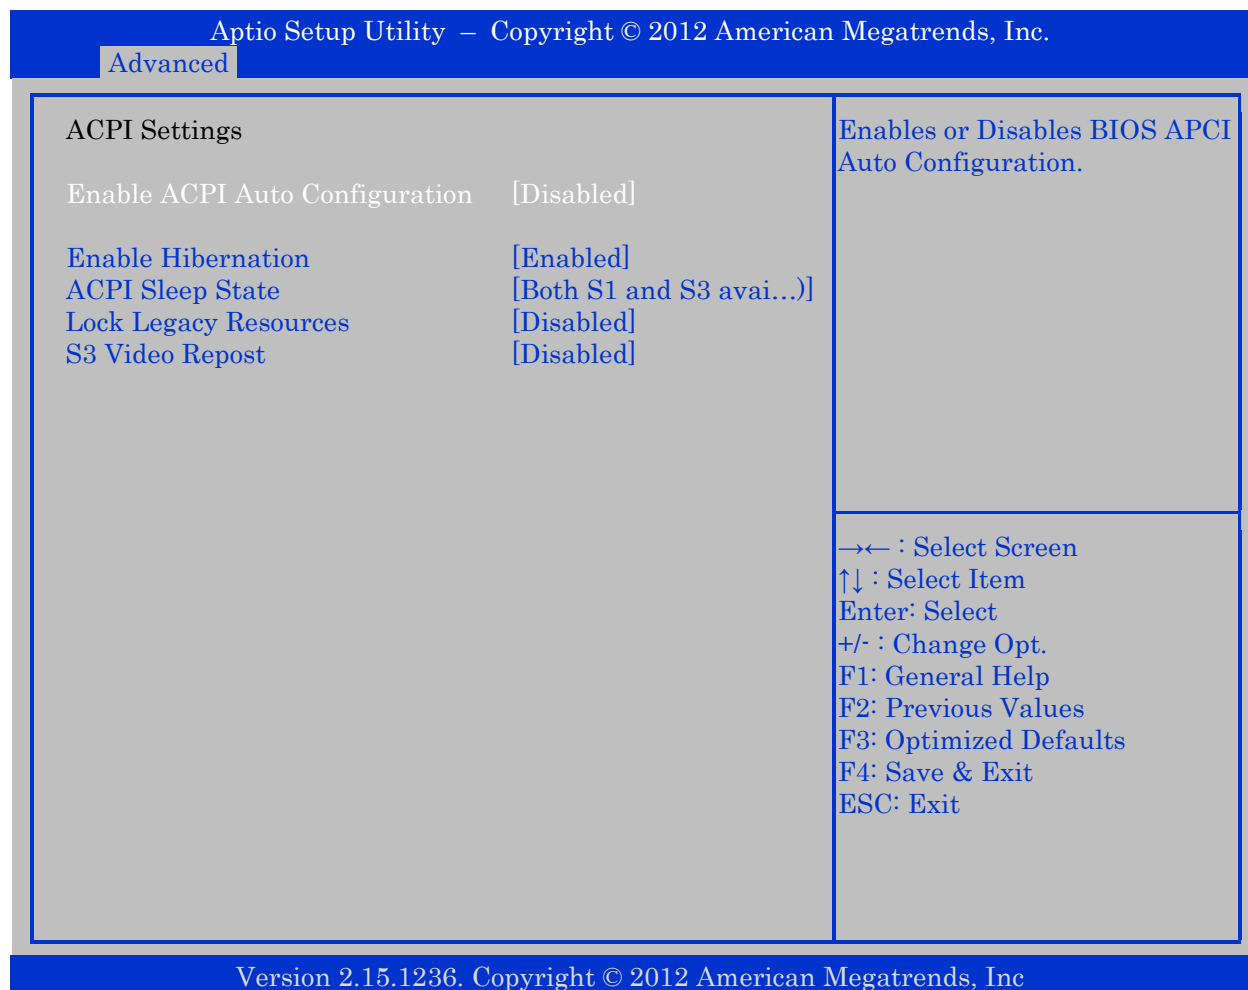 Aptio Setup Utility – Copyright © 2012 American Megatrends, Inc.
Advanced
ACPI Settings
Enable ACPI Auto Configuration [Disabled]
Enable Hibernation [Enabled]
ACPI Sleep State [Both S1 and S3 avai…)]
Lock Legacy Resources [Disabled]
S3 Video Repost [Disabled]
Enables or Disables BIOS APCI
Auto Configuration.
→← : Select Screen
↑↓ : Select Item
Enter: Select
+/- : Change Opt.
F1: General Help
F2: Previous Values
F3: Optimized Defaults
F4: Save & Exit
ESC: Exit
Version 2.15.1236. Copyright © 2012 American Megatrends, Inc